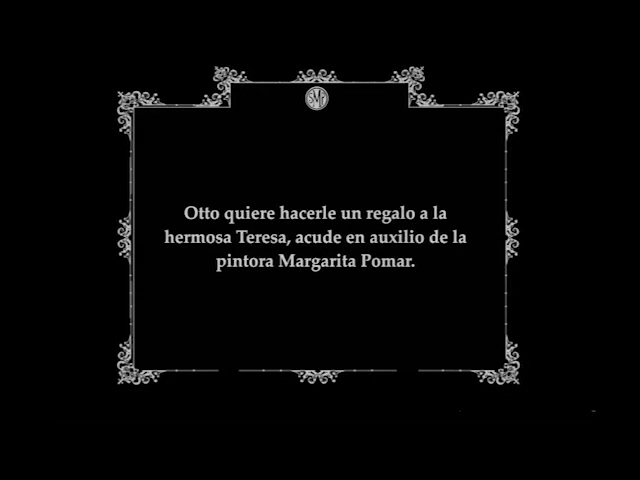 Otto quiere hacerle un regalo a la
hermosa Teresa, acude en auxilio de la
pintora Margarita Pomar.